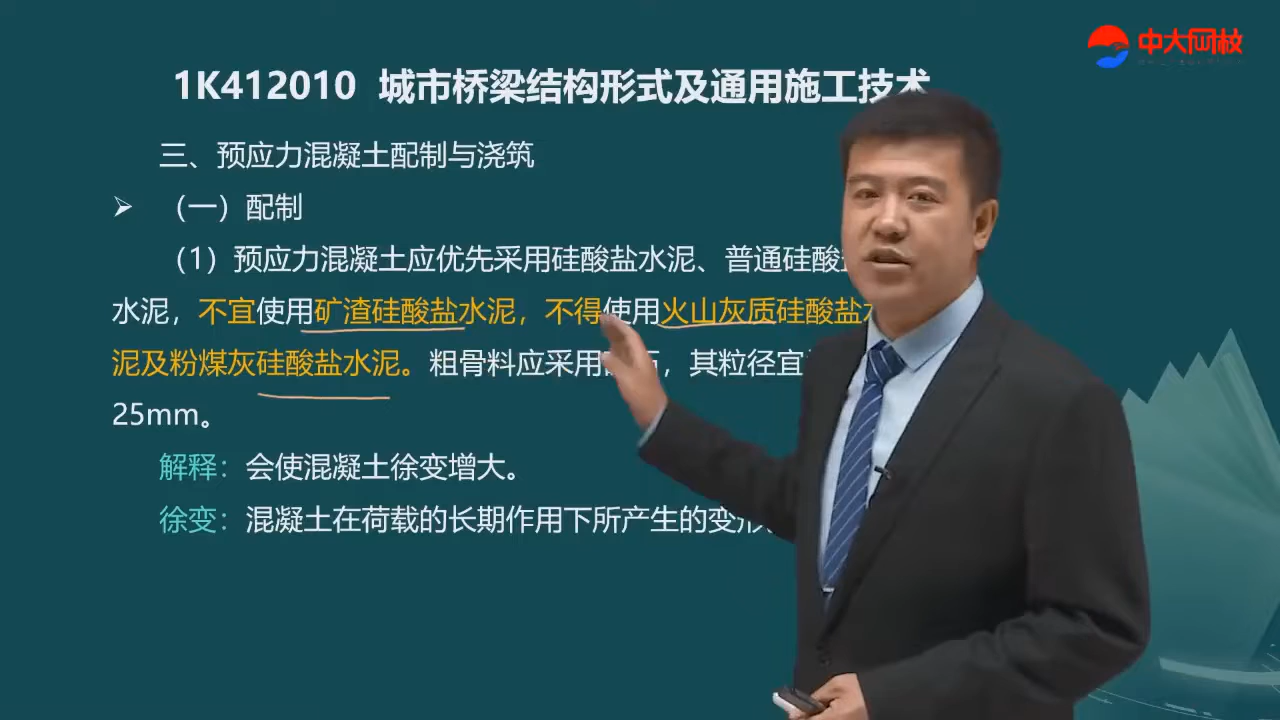 中大网校
1K412010 城市桥梁结构形式及通用施工技术
三、预应力混凝土配制与浇筑
（一）配制
（1）预应力混凝土应优先采用硅酸盐水泥、普通硅酸
水泥，不宜使用矿渣硅酸盐水泥，不得使用火山灰质硅酸盐
泥及粉煤灰硅酸盐水泥。粗骨料应采用 ，其粒径宜
25mm。
解释：会使混凝土徐变增大。
徐变：混凝土在荷载的长期作用下所产生的变形